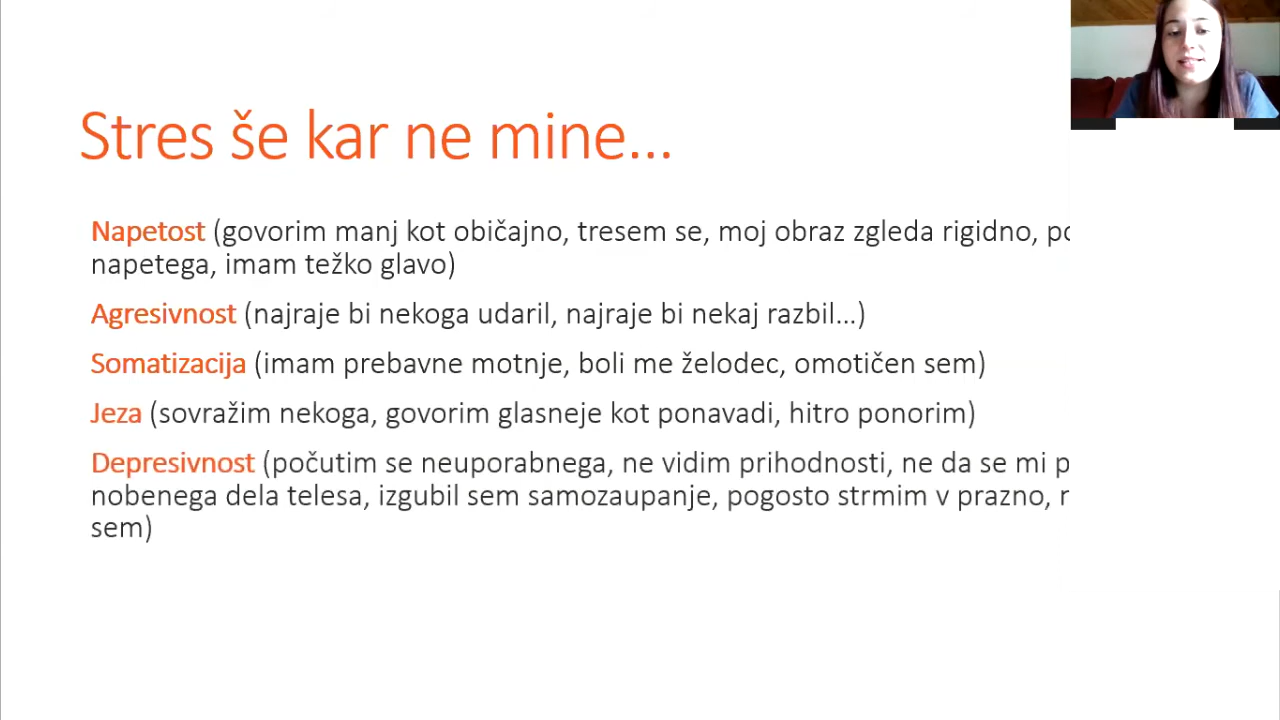 Stres še kar ne mine...
Napetost (govorim manj kot običajno, tresem se, moj obraz zgleda rigidno,
napetega, imam težko glavo)
Agresivnost (najraje bi nekoga udaril, najraje bi nekaj razbil...)
Somatizacija (imam prebavne motnje, boli me želodec, omotičen sem)
Jeza (sovražim nekoga, govorim glasneje kot ponavadi, hitro ponorim)
Depresivnost (počutim se neuporabnega, ne vidim prihodnosti, ne da se mi
nobenega dela telesa, izgubil sem samozaupanje, pogosto strmim v prazno,
sem)